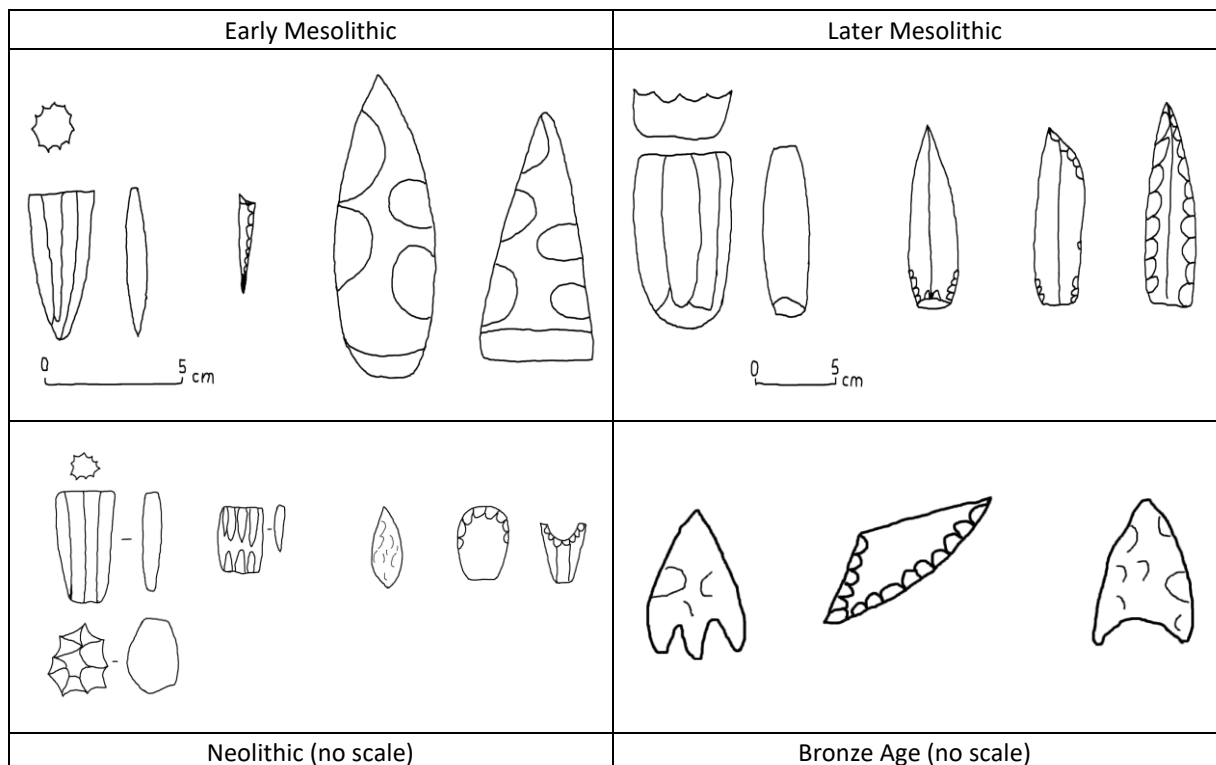 Early Mesolithic
Later Mesolithic
0 5 cm
0 5 cm
Neolithic (no scale)
Bronze Age (no scale)